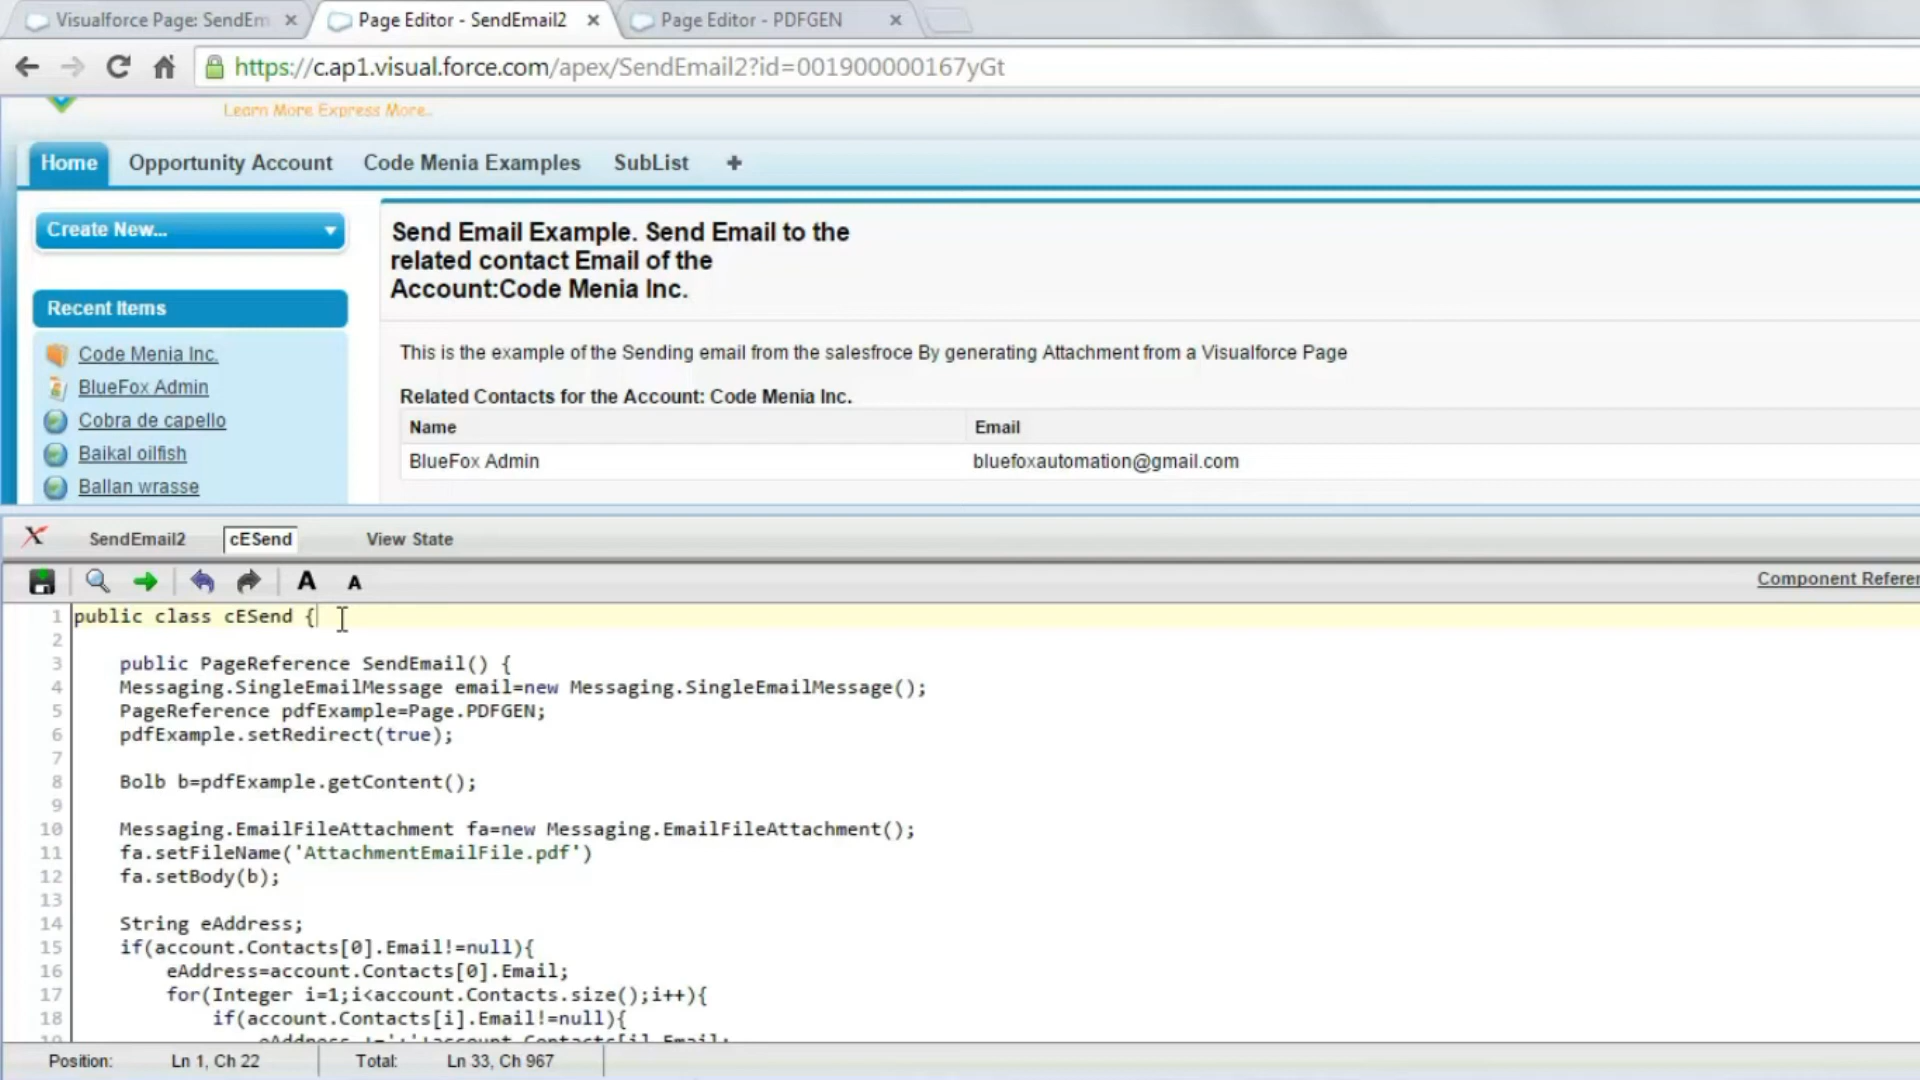 Visualforce Page: SendEm
Page Editor - SendEmail2
Page Editor - PDFGEN
https://c.ap1.visual.force.com/apex/SendEmail2?id=001900000167yGt
Learn More Express More..
Home
Opportunity Account
Code Menia Examples
SubList
+
Create New...
Recent Items
Code Menia Inc.
BlueFox Admin
Cobra de capello
Baikal oilfish
Ballan wrasse
Send Email Example. Send Email to the
related contact Email of the
Account:Code Menia Inc.
This is the example of the Sending email from the salesfroce By generating Attachment from a Visualforce Page
Related Contacts for the Account: Code Menia Inc.
Name Email
BlueFox Admin bluefoxautomation@gmail.com
SendEmail2 cESend View State
A A
Component Referen
1 public class cESend {
2
3 public PageReference SendEmail() {
4 Messaging.SingleEmailMessage email=new Messaging.SingleEmailMessage();
5 PageReference pdfExample=Page.PDFGEN;
6 pdfExample.setRedirect(true);
7
8 Bolb b=pdfExample.getContent();
9
10 Messaging.EmailFileAttachment fa=new Messaging.EmailFileAttachment();
11 fa.setFileName('AttachmentEmailFile.pdf')
12 fa.setBody(b);
13
14 String eAddress;
15 if(account.Contacts[0].Email!=null){
16 eAddress=account.Contacts[0].Email;
17 for(Integer i=1;i<account.Contacts.size();i++){
18 if(account.Contacts[i].Email!=null){
19 eAddress +=':'+account.Contacts[i].Email;
Position: Ln 1, Ch 22 Total: Ln 33, Ch 967